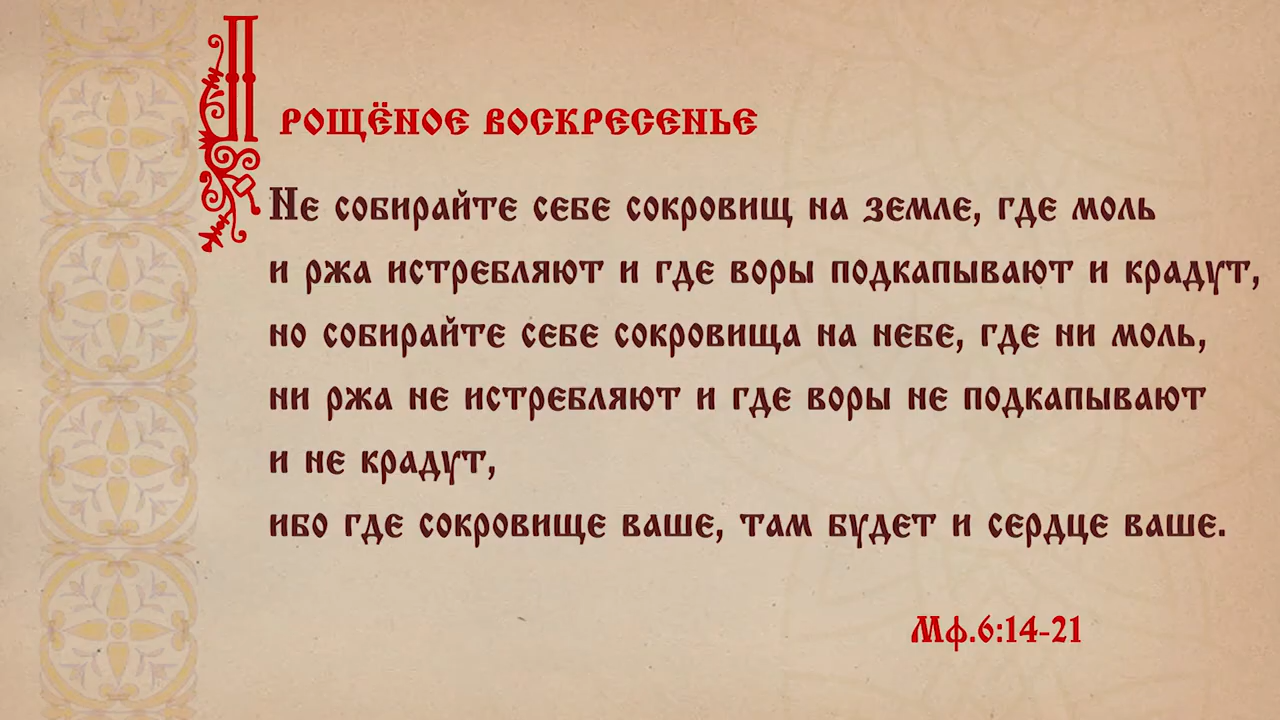 Прощёное воскресенье
Не собирайте себе сокровищ на земле, где моль
и ржа истребляют и где воры подкапывают и крадут,
но собирайте себе сокровища на небе, где ни моль,
ни ржа не истребляют и где воры не подкапывают
и не крадут,
ибо где сокровище ваше, там будет и сердце ваше.
Мф.6:14-21